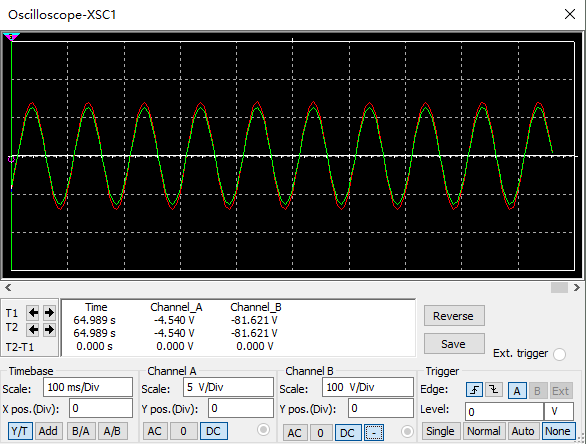 Oscilloscope-XSC1
T1
T2
T2-T1
Time Channel_A Channel_B
64.989 s -4.540 V -81.621 V
64.989 s -4.540 V -81.621 V
0.000 s 0.000 V 0.000 V
Reverse
Save
Ext. trigger
Timebase
Scale: 100 ms/Div
X pos.(Div): 0
Y/T Add B/A A/B
Channel A
Scale: 5 V/Div
Y pos.(Div): 0
AC 0 DC
Channel B
Scale: 100 V/Div
Y pos.(Div): 0
AC 0 DC -
Trigger
Edge: A B Ext
Level: 0 V
Single Normal Auto None